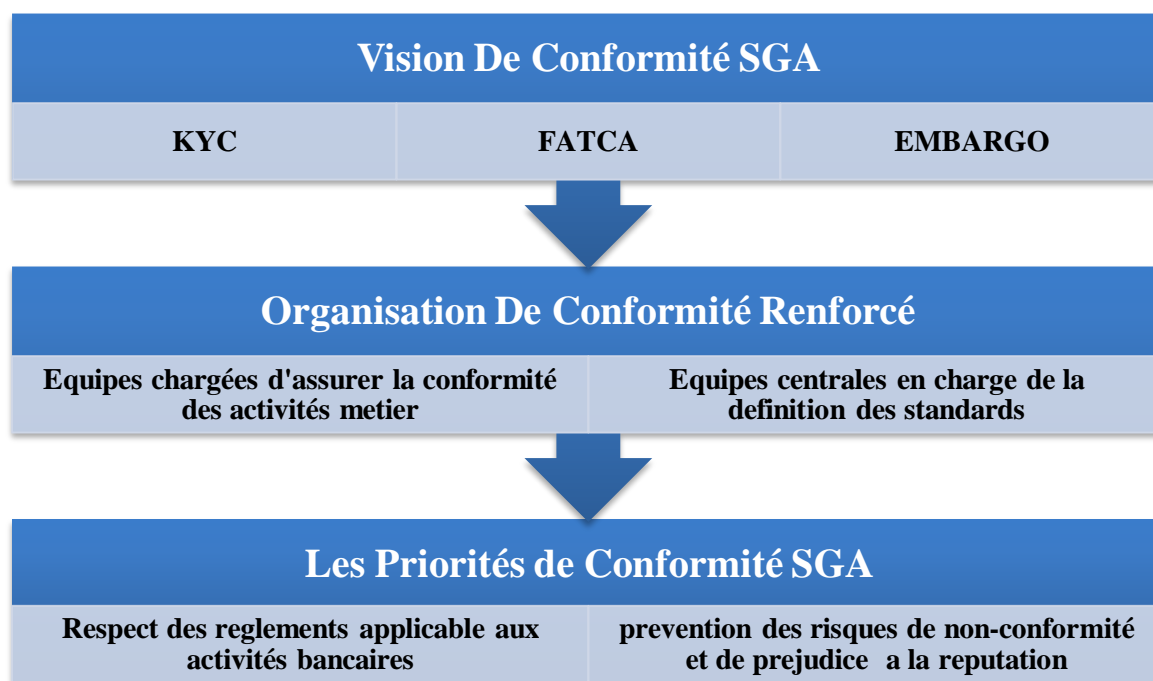 Vision De Conformité SGA
KYC
FATCA
EMBARGO
Organisation De Conformité Renforcé
Equipes chargées d'assurer la conformité
des activités metier
Equipes centrales en charge de la
definition des standards
Les Priorités de Conformité SGA
Respect des reglements applicable aux
activités bancaires
prevention des risques de non-conformité
et de prejudice a la reputation